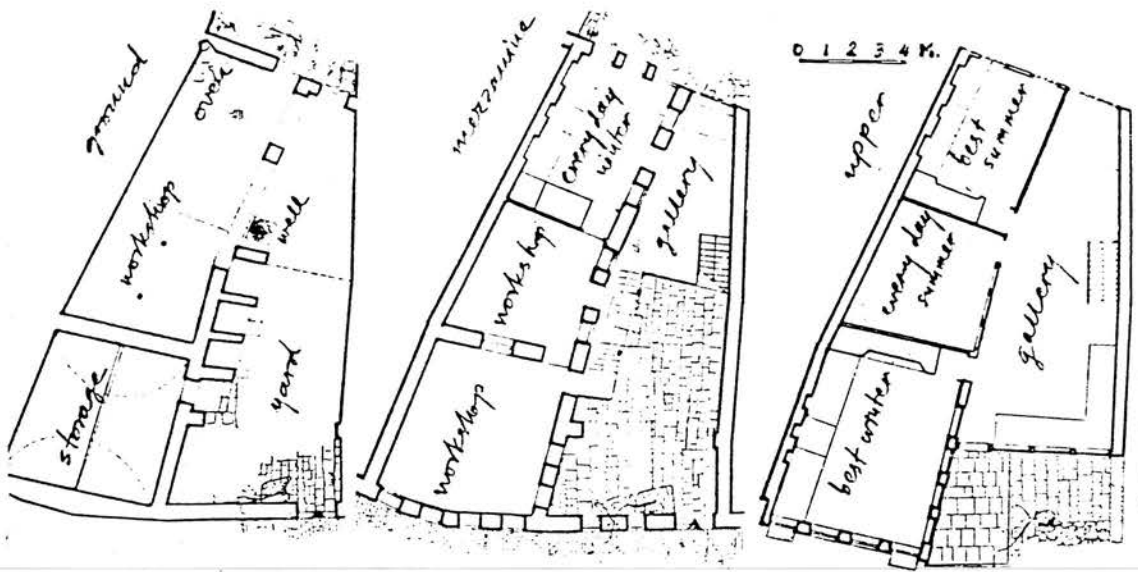 ground
oven
workshop
well
storage
yard
mezzanine
every day
winter
gallery
workshop
workshop
0 1 2 3 4 M.
upper
best
summer
every day
summer
gallery
best winter